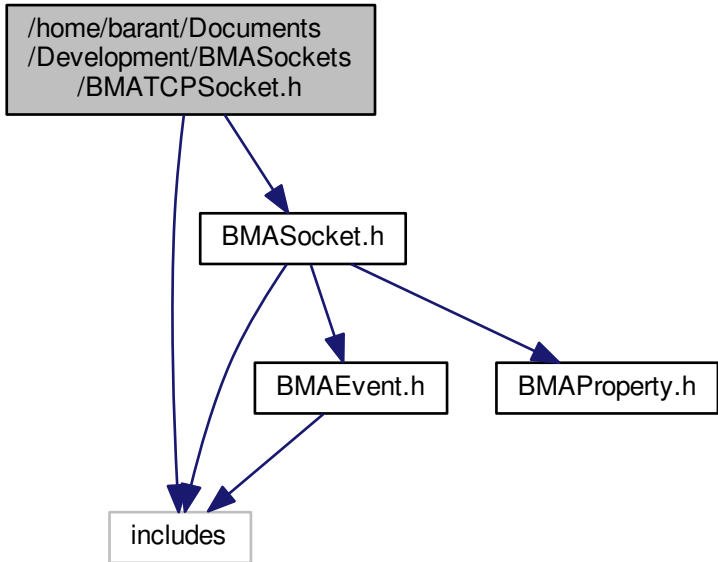 /home/barant/Documents
/Development/BMASockets
/BMATCPSocket.h
BMASocket.h
BMAEvent.h
BMAProperty.h
includes